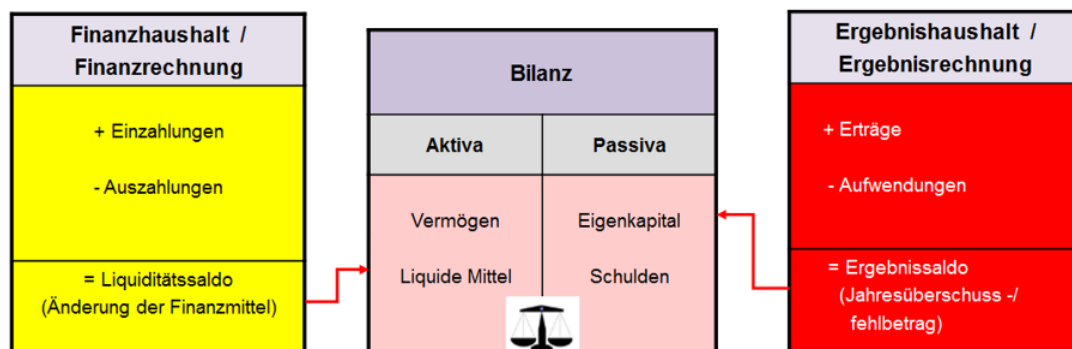 Finanzhaushalt /
Finanzrechnung
+ Einzahlungen
- Auszahlungen
= Liquiditätssaldo
(Änderung der Finanzmittel)
Bilanz
Aktiva
Passiva
Vermögen
Eigenkapital
Liquide Mittel
Schulden
Ergebnishaushalt /
Ergebnisrechnung
+ Erträge
- Aufwendungen
= Ergebnissaldo
(Jahresüberschuss -/
fehlbetrag)